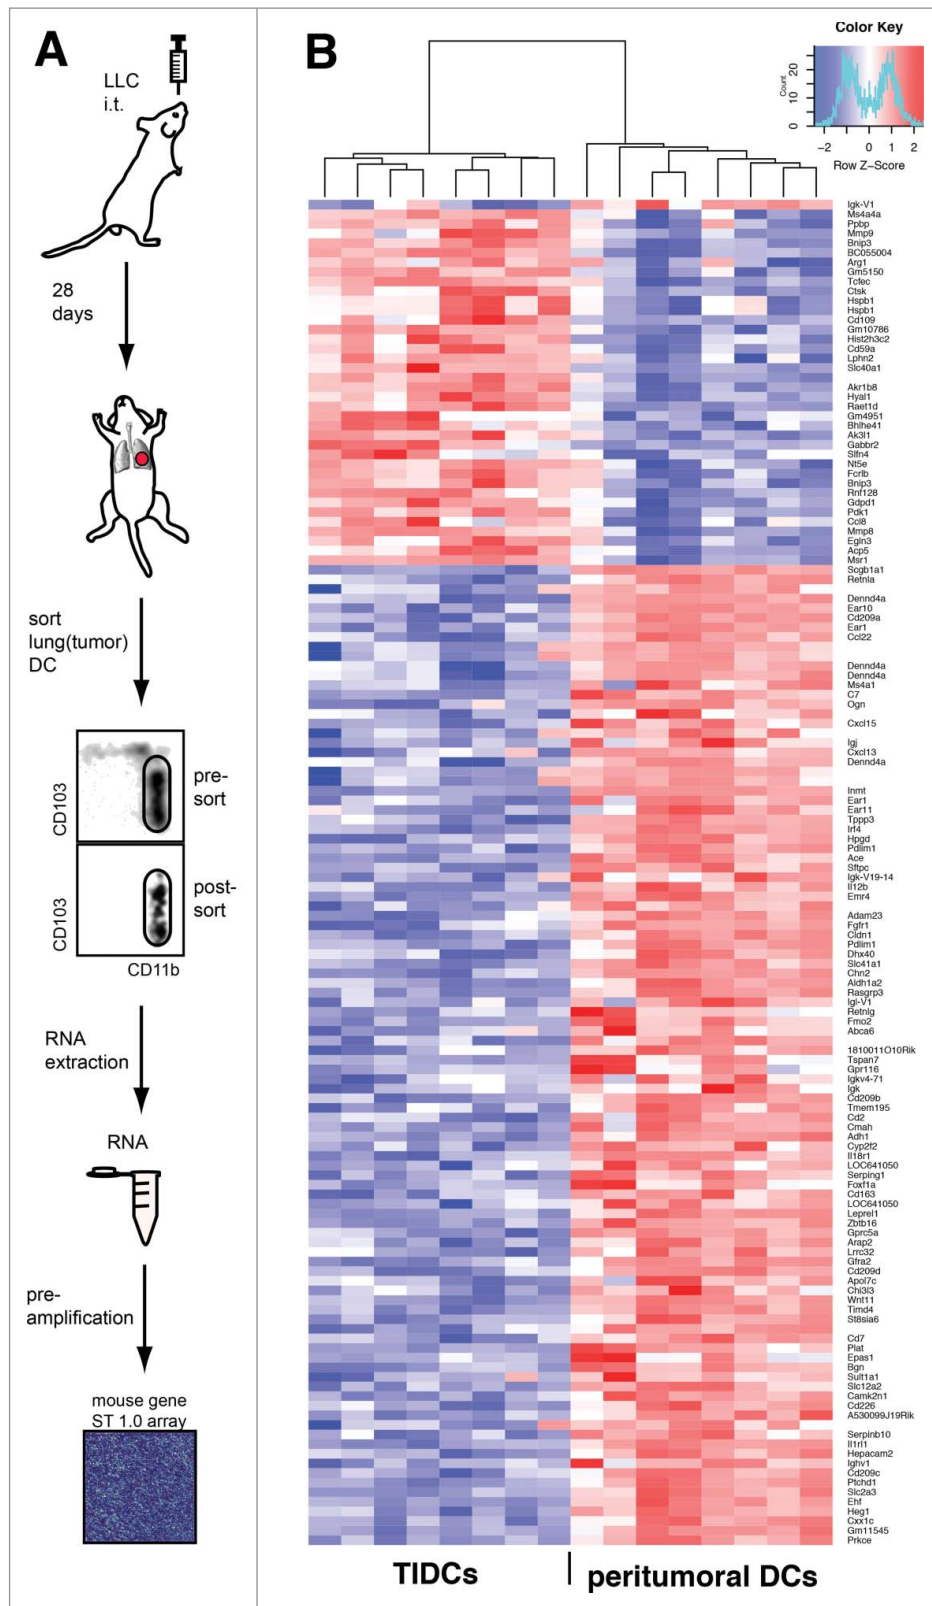 A
LLC
i.t.
28
days
sort
lung(tumor)
DC
CD103
pre-
sort
CD103
post-
sort
CD11b
RNA
extraction
RNA
pre-
amplification
mouse gene
ST 1.0 array
B
Color Key
Count
0 10 20
−2 −1 0 1 2
Row Z−Score
Igk-V1
Ms4a4a
Ppbp
Mmp9
Bnip3
BC055004
Arg1
Gm5150
Tcfec
Ctsk
Hspb1
Hspb1
Cd109
Gm10786
Hist2h3c2
Cd59a
Lphn2
Slc40a1
Akr1b8
Hyal1
Raet1d
Gm4951
Bhlhe41
Ak3l1
Gabbr2
Slfn4
Nt5e
Fcrlb
Bnip3
Rnf128
Gdpd1
Pdk1
Ccl8
Mmp8
Egln3
Acp5
Msr1
Scgb1a1
Retnla
Dennd4a
Ear10
Cd209a
Ear1
Ccl22
Dennd4a
Dennd4a
Ms4a1
C7
Ogn
Cxcl15
Igj
Cxcl13
Dennd4a
Inmt
Ear1
Ear11
Tppp3
Irf4
Hpgd
Pdlim1
Ace
Sftpc
Igk-V19-14
Il12b
Emr4
Adam23
Fgfr1
Cldn1
Pdlim1
Dhx40
Slc41a1
Chn2
Aldh1a2
Rasgrp3
Igl-V1
Retnlg
Fmo2
Abca6
1810011O10Rik
Tspan7
Gpr116
Igkv4-71
Igk
Cd209b
Tmem195
Cd2
Cmah
Adh1
Cyp2f2
Il18r1
LOC641050
Serping1
Foxf1a
Cd163
LOC641050
Leprel1
Zbtb16
Gprc5a
Arap2
Lrrc32
Gfra2
Cd209d
Apol7c
Chi3l3
Wnt11
Timd4
St8sia6
Cd7
Plat
Epas1
Bgn
Sult1a1
Slc12a2
Camk2n1
Cd226
A530099J19Rik
Serpinb10
Il1rl1
Hepacam2
Ighv1
Cd209c
Ptchd1
Slc2a3
Ehf
Heg1
Cxx1c
Gm11545
Prkce
TIDCs | peritumoral DCs